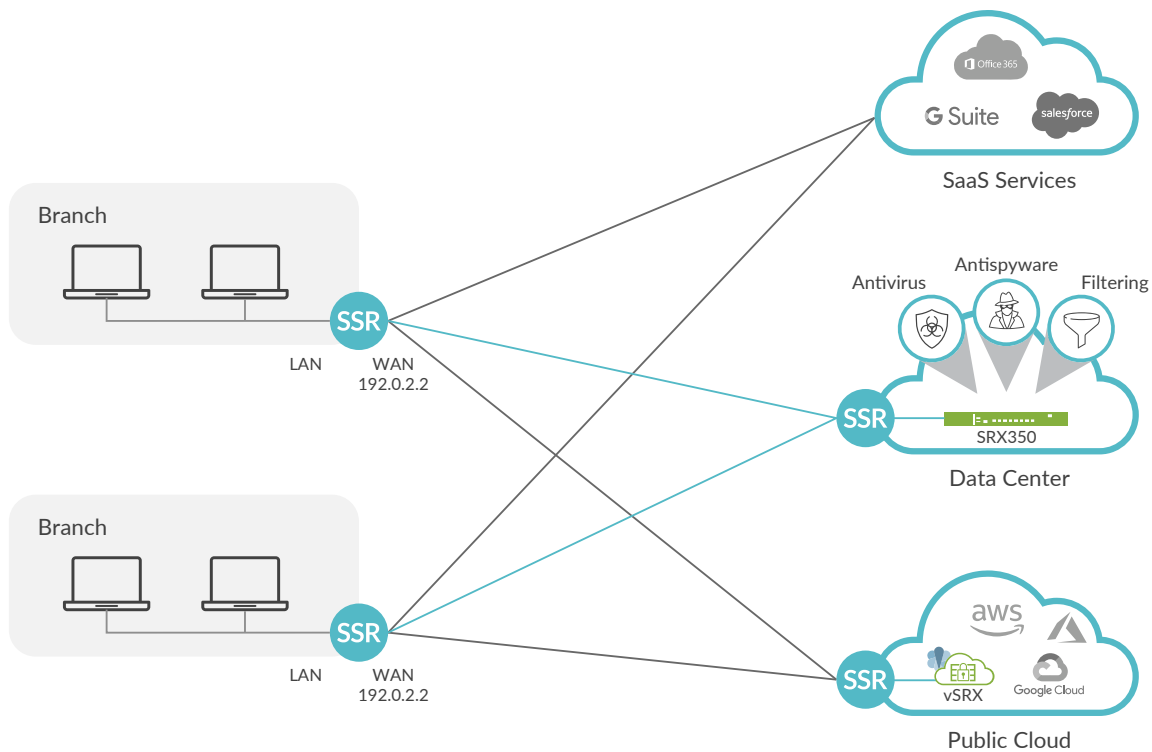 Office 365
G Suite
salesforce
SaaS Services
Branch
SSR
LAN
WAN
192.0.2.2
Antivirus
Antispyware
Filtering
SSR
SRX350
Data Center
Branch
SSR
LAN
WAN
192.0.2.2
aws
SSR
vSRX
Google Cloud
Public Cloud